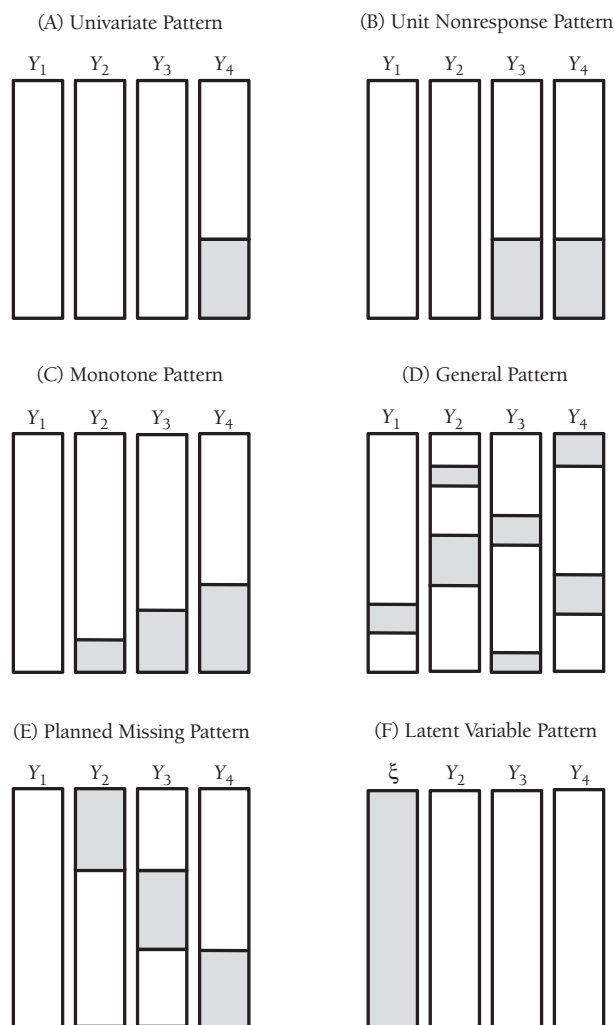 (A) Univariate Pattern
Y1 Y2 Y3 Y4
(B) Unit Nonresponse Pattern
Y1 Y2 Y3 Y4
(C) Monotone Pattern
Y1 Y2 Y3 Y4
(D) General Pattern
Y1 Y2 Y3 Y4
(E) Planned Missing Pattern
Y1 Y2 Y3 Y4
(F) Latent Variable Pattern
ξ Y2 Y3 Y4